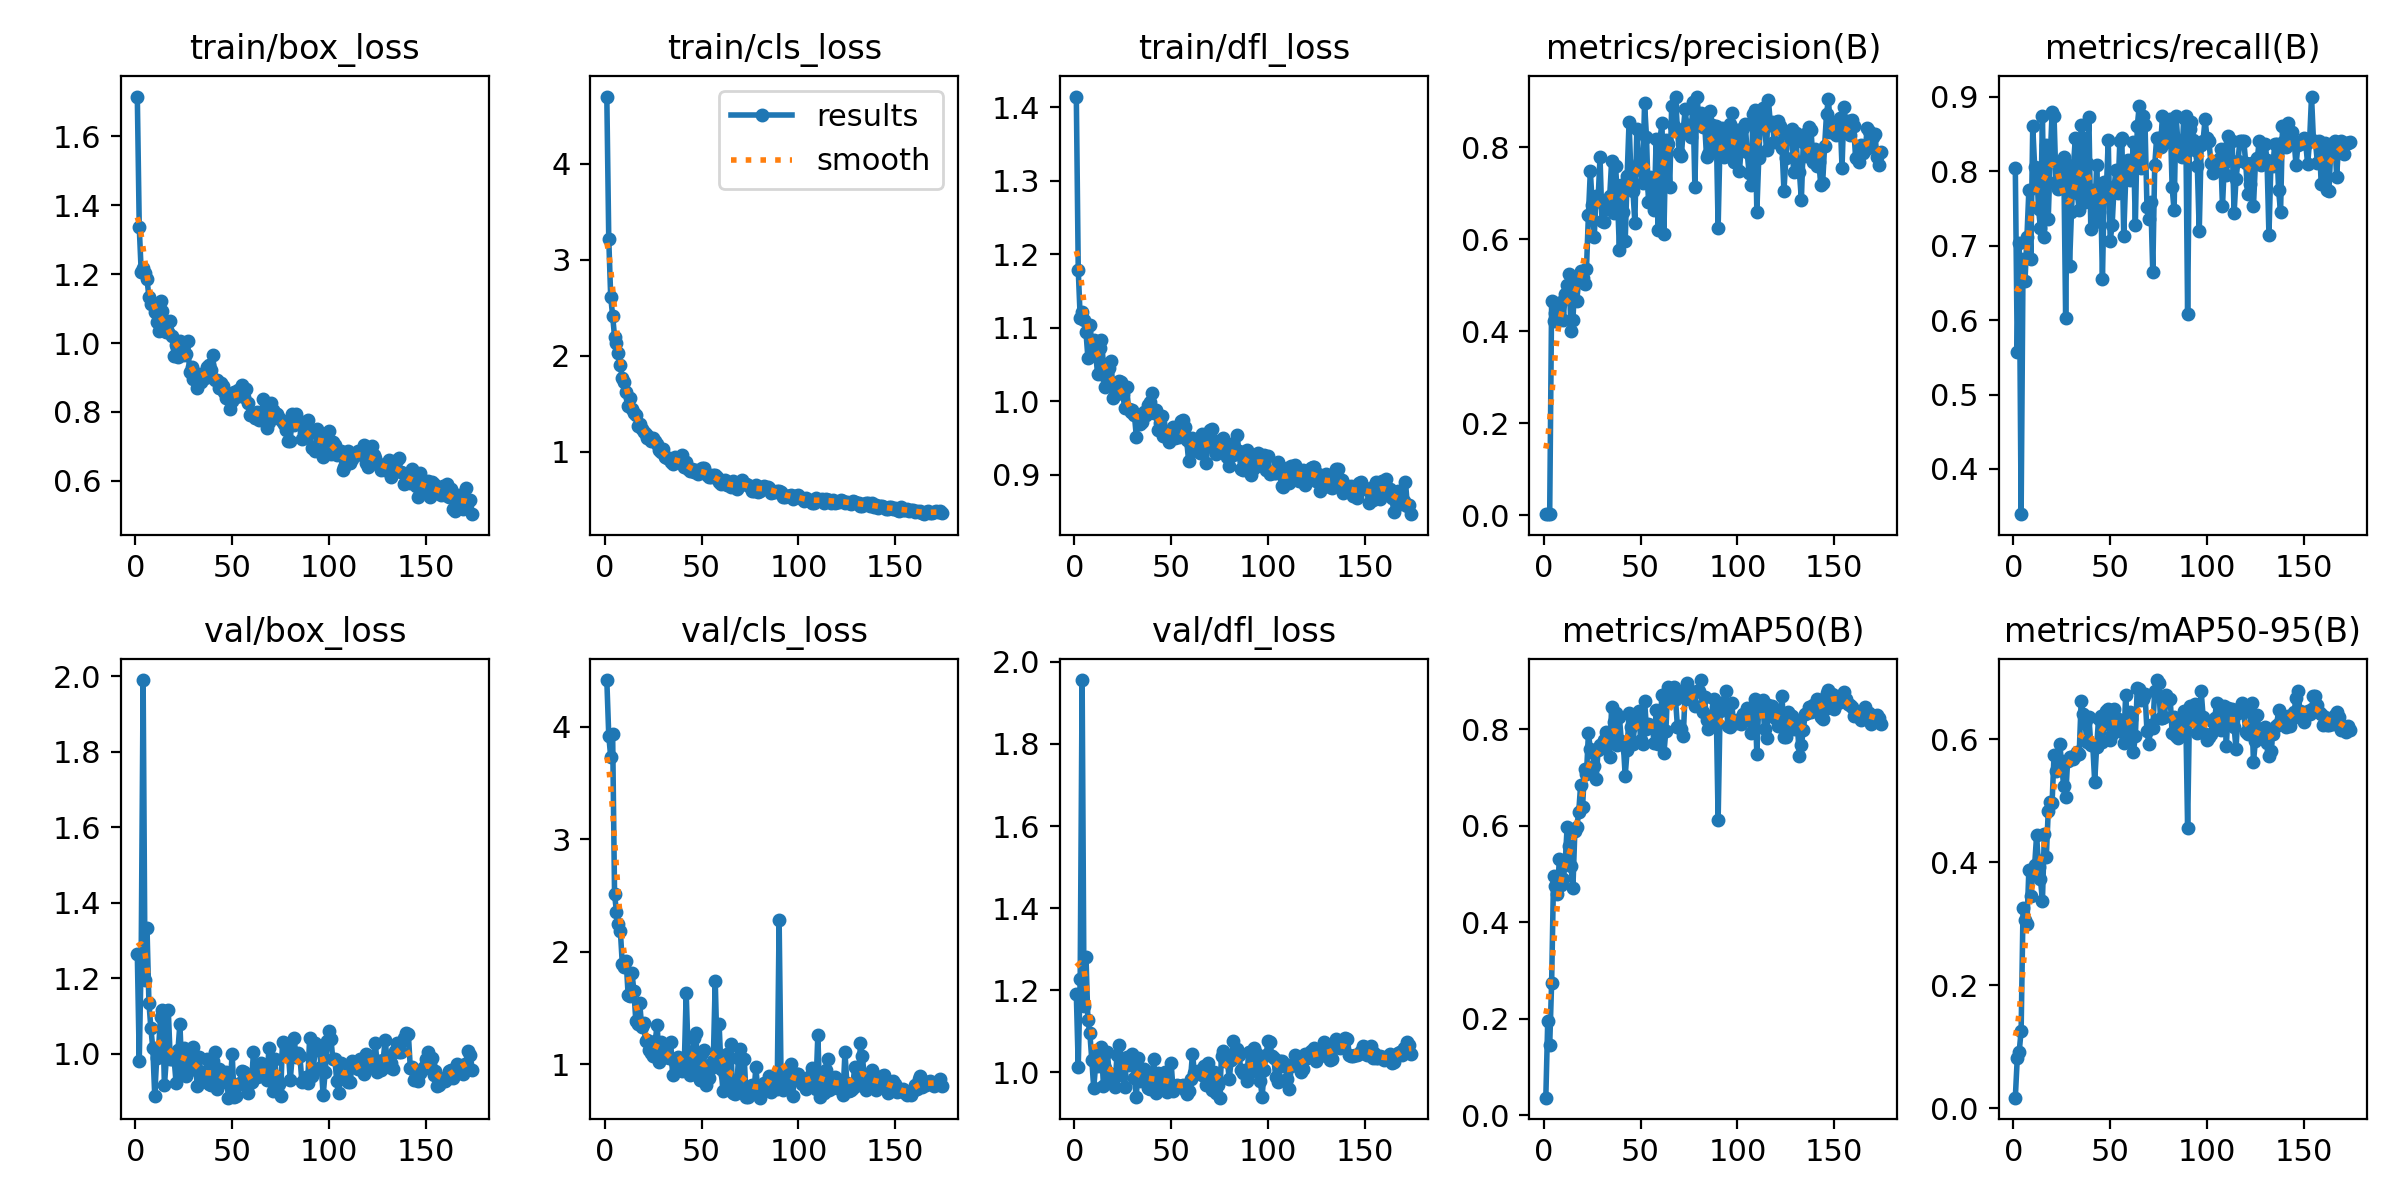 train/box_loss
1.6
1.4
1.2
1.0
0.8
0.6
0 50 100 150
train/cls_loss
results
smooth
4
3
2
1
0 50 100 150
train/dfl_loss
1.4
1.3
1.2
1.1
1.0
0.9
0 50 100 150
metrics/precision(B)
0.8
0.6
0.4
0.2
0.0
0 50 100 150
metrics/recall(B)
0.9
0.8
0.7
0.6
0.5
0.4
0 50 100 150
val/box_loss
2.0
1.8
1.6
1.4
1.2
1.0
0 50 100 150
val/cls_loss
4
3
2
1
0 50 100 150
val/dfl_loss
2.0
1.8
1.6
1.4
1.2
1.0
0 50 100 150
metrics/mAP50(B)
0.8
0.6
0.4
0.2
0.0
0 50 100 150
metrics/mAP50-95(B)
0.6
0.4
0.2
0.0
0 50 100 150